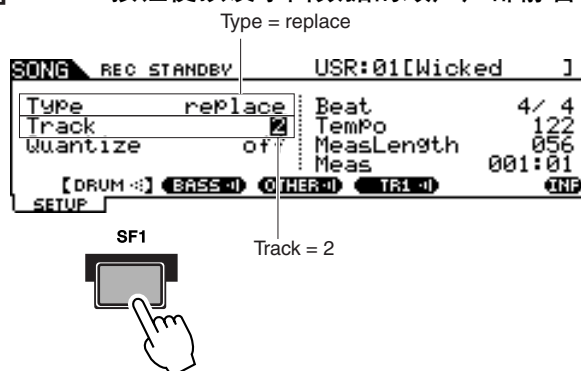 Type = replace
SONG REC STANDBY USR:01[Wicked ]
Type replace Beat 4/ 4
Track 2 Tempo 122
Quantize off MeasLength 056
Meas 001:01
[DRUM] BASS OTHER TR1
SETUP
SF1
Track = 2